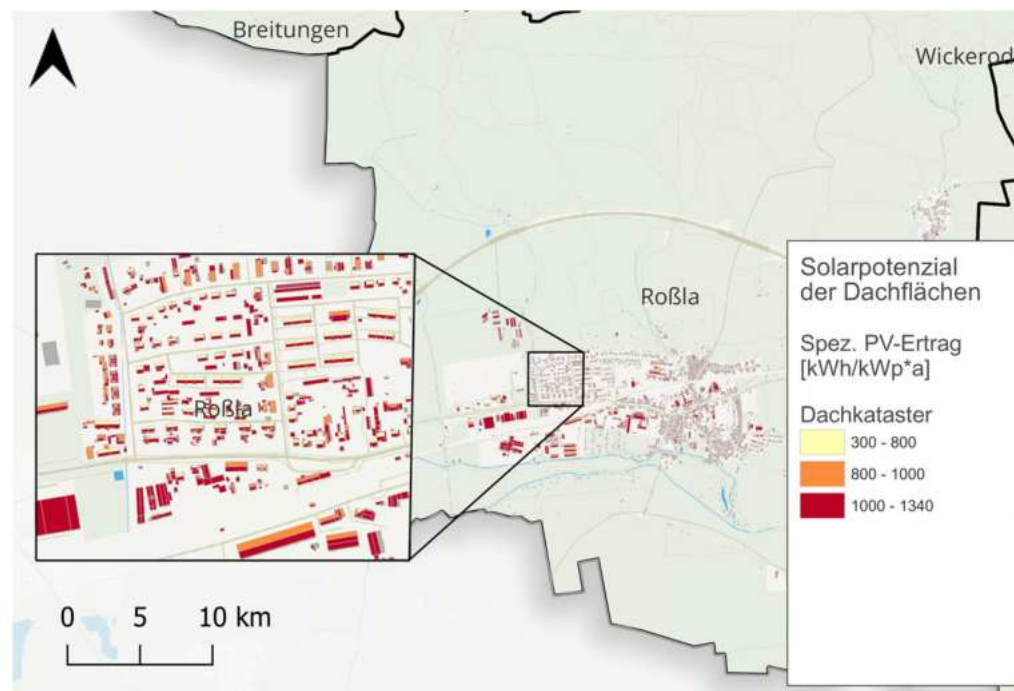 Breitungen
Wickerod
Roßla
Roßla
Solarpotenzial
der Dachflächen
Spez. PV-Ertrag
[kWh/kWp*a]
Dachkataster
300 - 800
800 - 1000
1000 - 1340
0 5 10 km